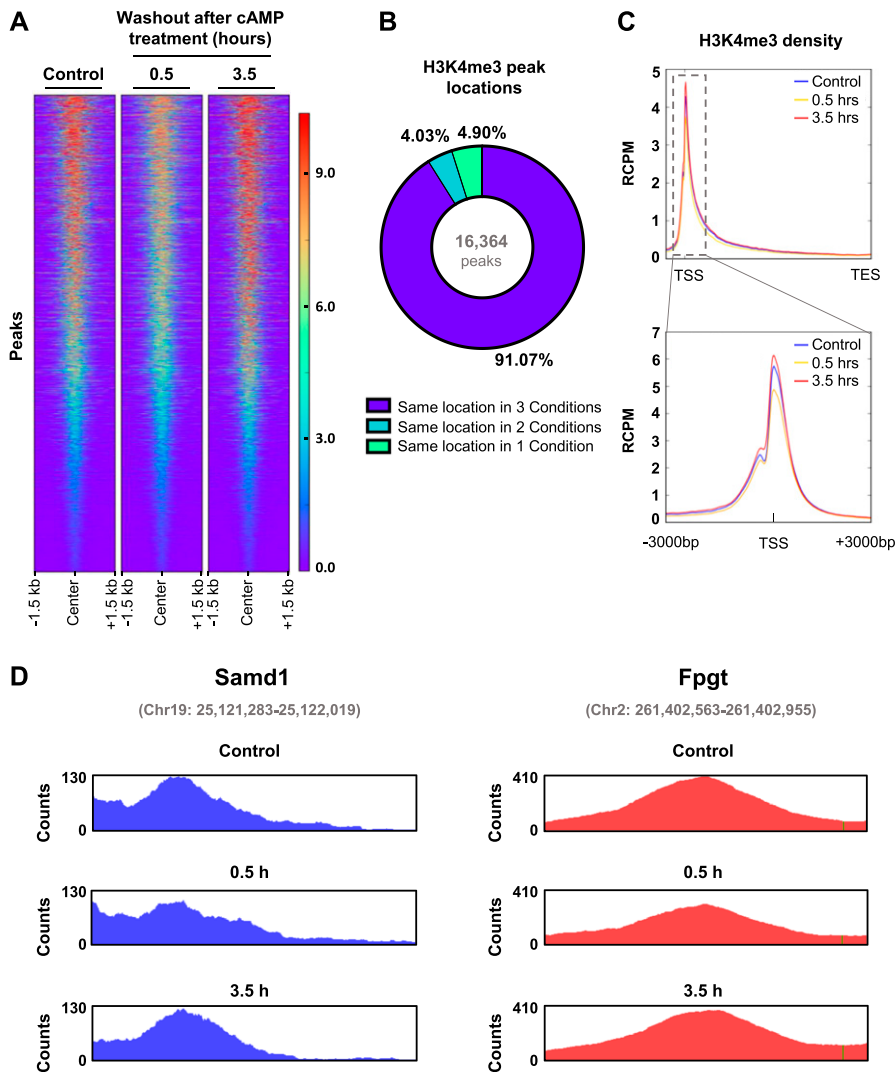 A
Washout after cAMP
treatment (hours)
Control
0.5
3.5
Peaks
9.0
6.0
3.0
0.0
-1.5 kb
Center
+1.5 kb
-1.5 kb
Center
+1.5 kb
-1.5 kb
Center
+1.5 kb
B
H3K4me3 peak
locations
4.03%
4.90%
16,364
peaks
91.07%
Same location in 3 Conditions
Same location in 2 Conditions
Same location in 1 Condition
C
H3K4me3 density
5
4
3
2
1
0
RCPM
Control
0.5 hrs
3.5 hrs
TSS
TES
7
6
5
4
3
2
1
0
RCPM
Control
0.5 hrs
3.5 hrs
-3000bp
TSS
+3000bp
D
Samd1
(Chr19: 25,121,283-25,122,019)
Control
130
0
Counts
0.5 h
130
0
Counts
3.5 h
130
0
Counts
Fpgt
(Chr2: 261,402,563-261,402,955)
Control
410
0
Counts
0.5 h
410
0
Counts
3.5 h
410
0
Counts